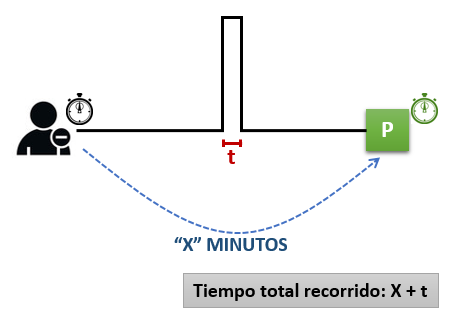 P
t
“X” MINUTOS
Tiempo total recorrido: X + t